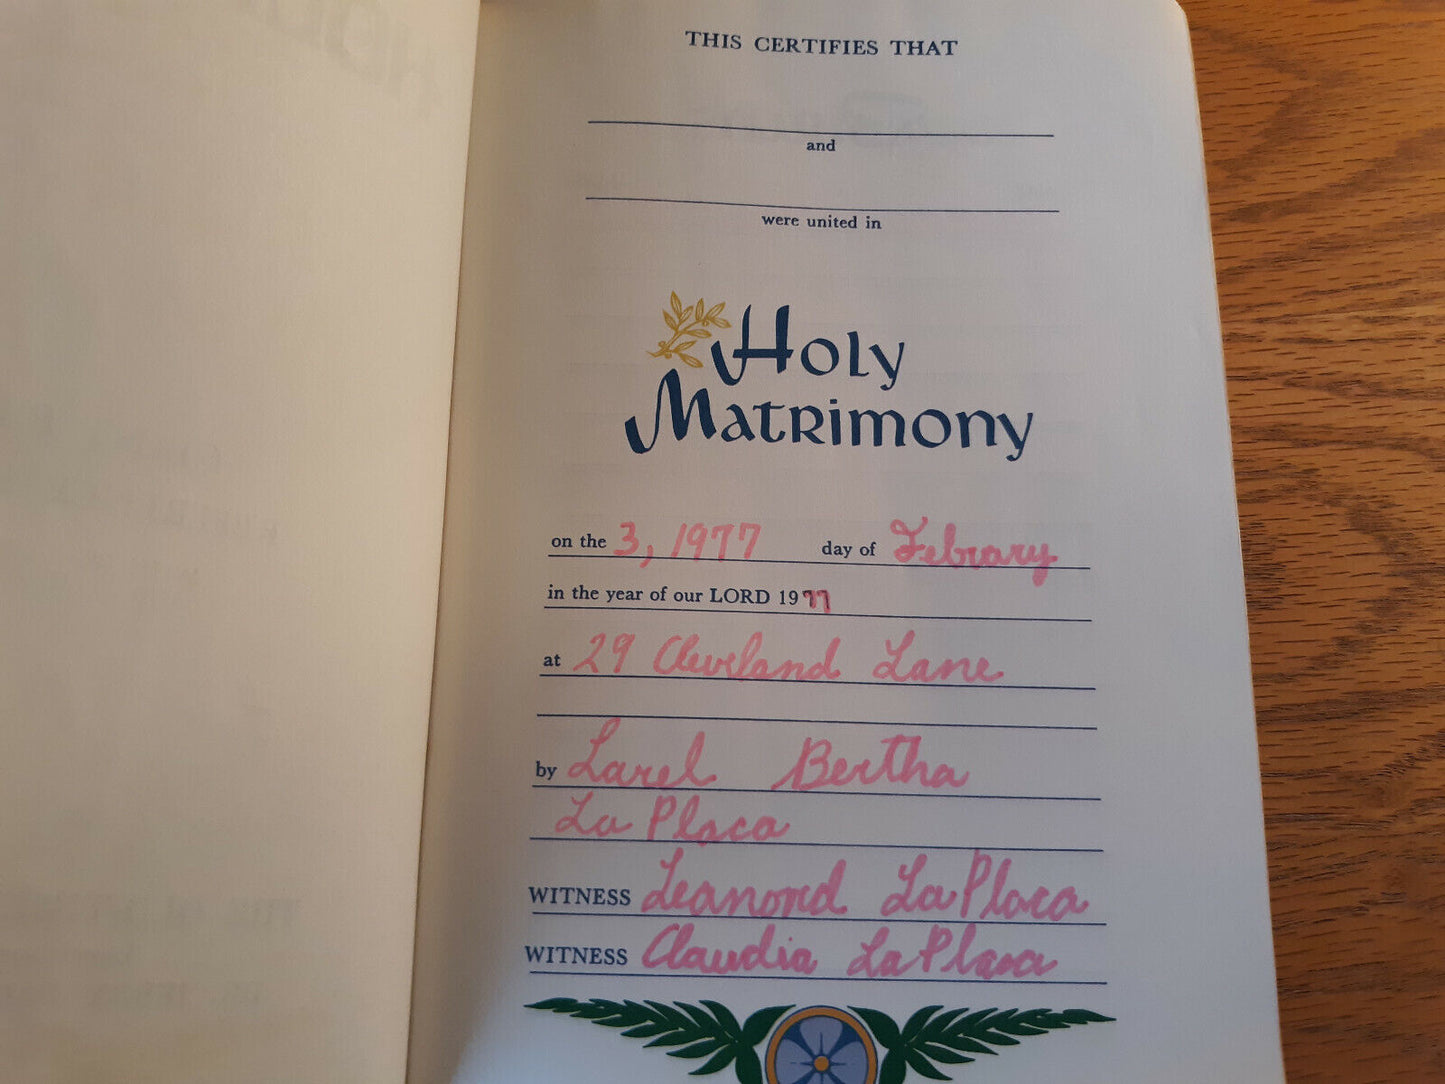 THIS CERTIFIES THAT
and
were united in
Holy
Matrimony
on the 3, 1977 day of Febrary
in the year of our LORD 1977
at 29 Cleveland Lane
by Larel Bertha
La Placa
WITNESS Leanord La Placa
WITNESS Claudia La Placa